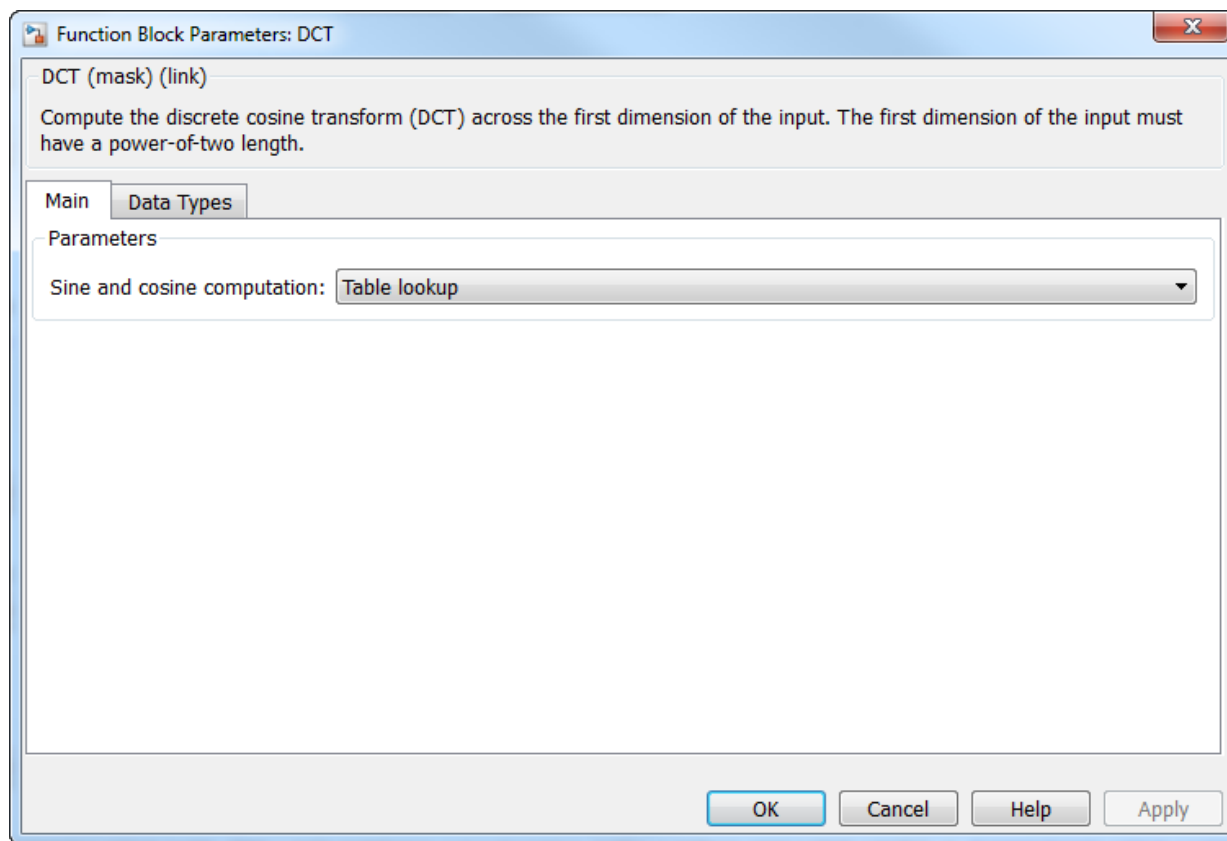 Function Block Parameters: DCT
DCT (mask) (link)
Compute the discrete cosine transform (DCT) across the first dimension of the input. The first dimension of the input must
have a power-of-two length.
Main
Data Types
Parameters
Sine and cosine computation: Table lookup
OK
Cancel
Help
Apply